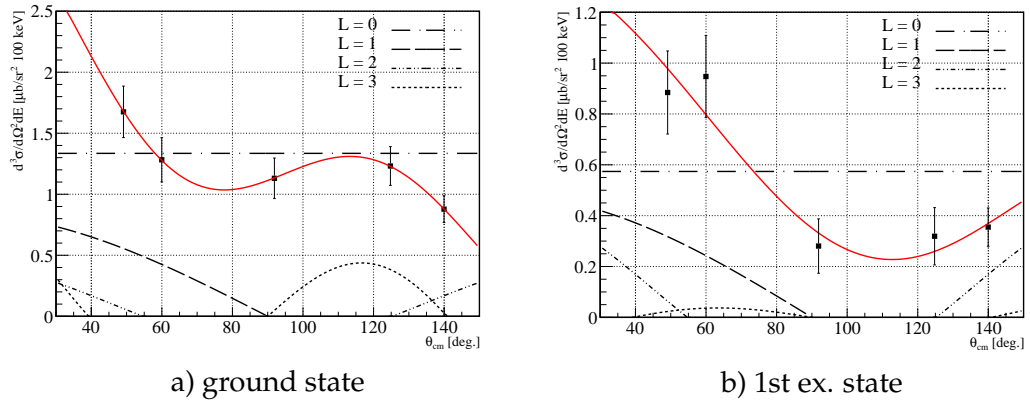 d³σ/dΩ²dE [μb/sr² 100 keV]
2.5
2
1.5
1
0.5
0
L = 0
L = 1
L = 2
L = 3
40 60 80 100 120 140
θcm [deg.]
a) ground state
d³σ/dΩ²dE [μb/sr² 100 keV]
1.2
1
0.8
0.6
0.4
0.2
0
L = 0
L = 1
L = 2
L = 3
40 60 80 100 120 140
θcm [deg.]
b) 1st ex. state